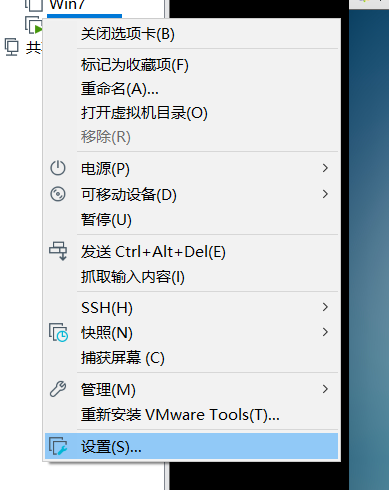 Win7
共
关闭选项卡(B)
标记为收藏项(F)
重命名(A)...
打开虚拟机目录(O)
移除(R)
电源(P)
可移动设备(D)
暂停(U)
发送 Ctrl+Alt+Del(E)
抓取输入内容(I)
SSH(H)
快照(N)
捕获屏幕 (C)
管理(M)
重新安装 VMware Tools(T)...
设置(S)...